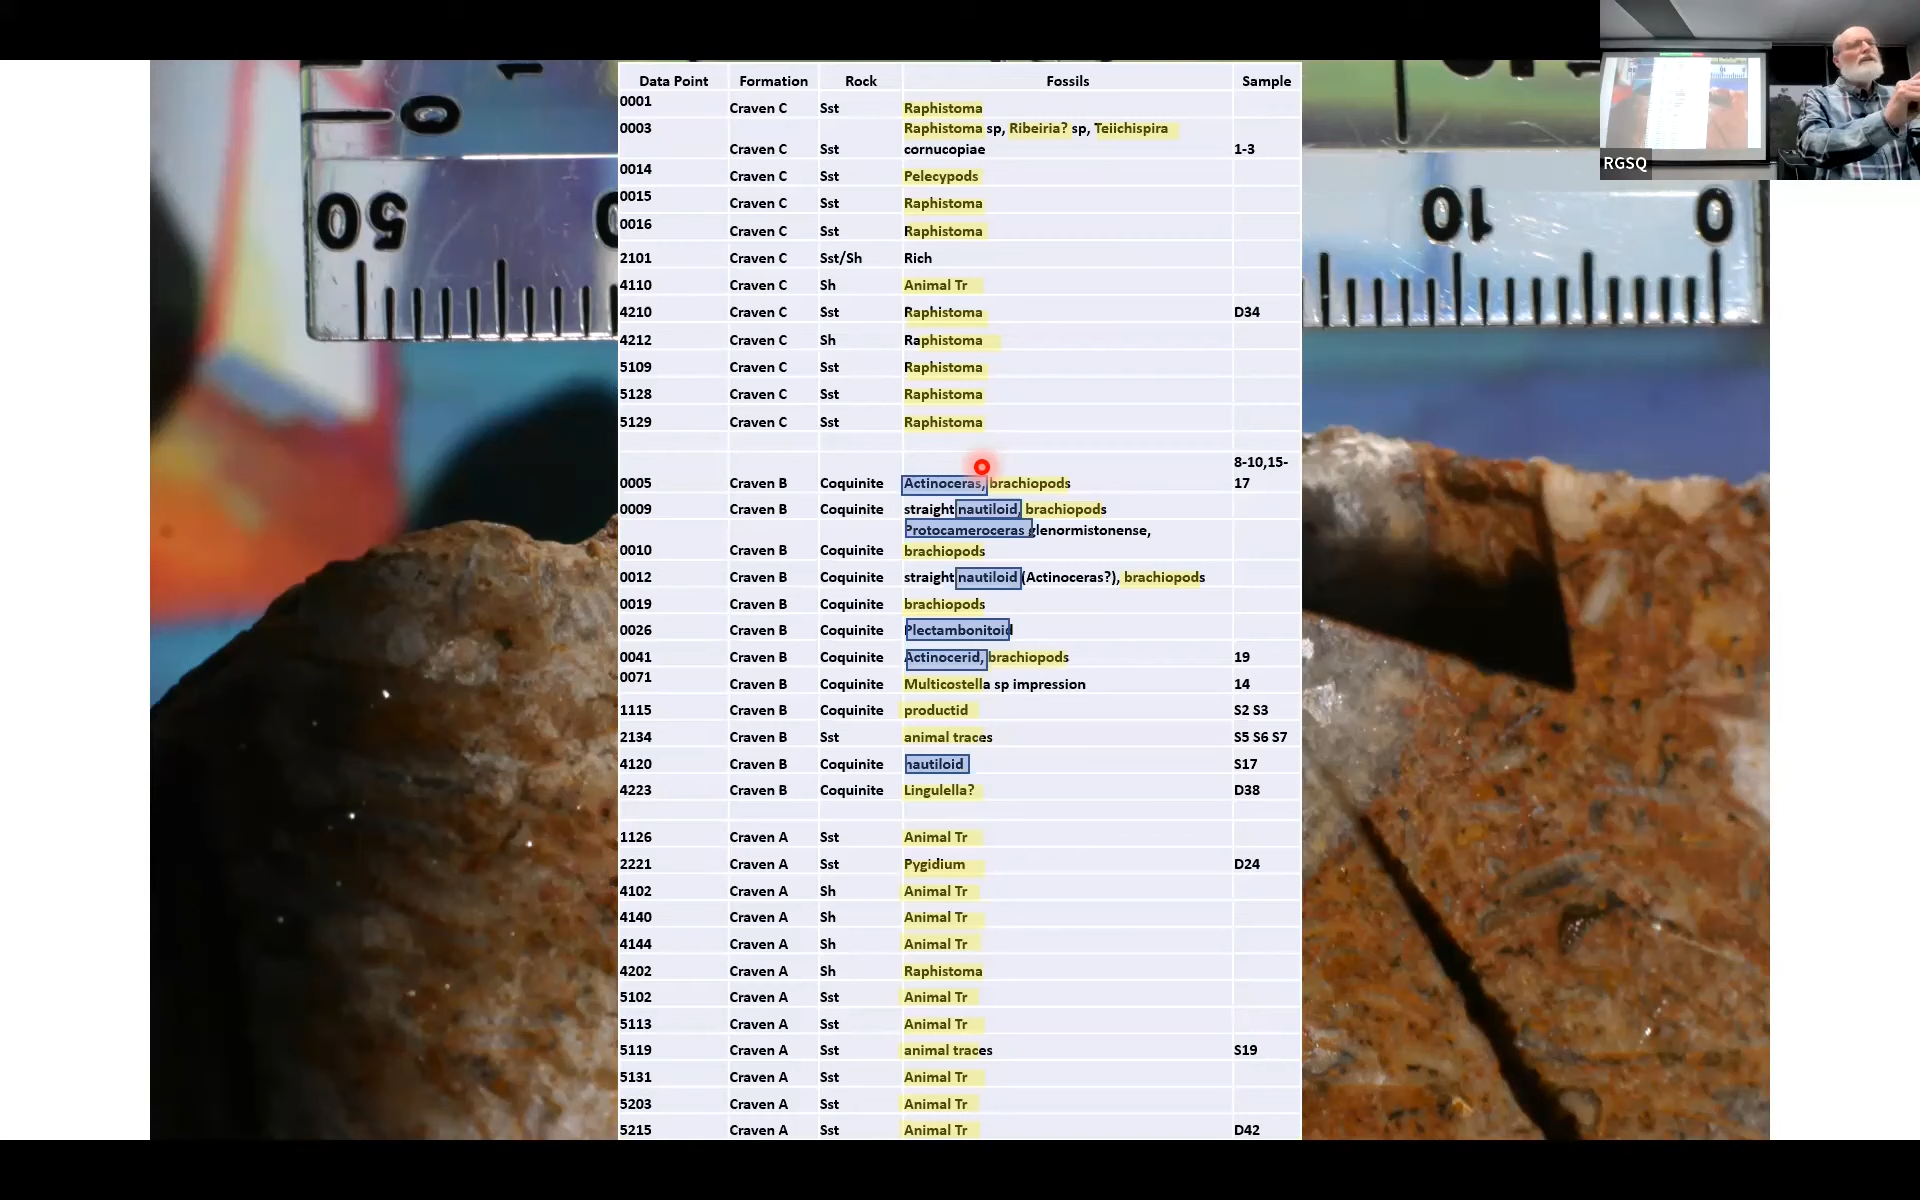 RGSQ
50
10
0
Data Point Formation Rock Fossils Sample
0001 Craven C Sst Raphistoma
0003 Craven C Sst Raphistoma sp, Ribeiria? sp, Teiichispira
cornucopiae 1-3
0014 Craven C Sst Pelecypods
0015 Craven C Sst Raphistoma
0016 Craven C Sst Raphistoma
2101 Craven C Sst/Sh Rich
4110 Craven C Sh Animal Tr
4210 Craven C Sst Raphistoma D34
4212 Craven C Sh Raphistoma
5109 Craven C Sst Raphistoma
5128 Craven C Sst Raphistoma
5129 Craven C Sst Raphistoma
8-10,15-
0005 Craven B Coquinite Actinoceras, brachiopods 17
0009 Craven B Coquinite straight nautiloid, brachiopods
Protocameroceras glenormistonense,
0010 Craven B Coquinite brachiopods
0012 Craven B Coquinite straight nautiloid (Actinoceras?), brachiopods
0019 Craven B Coquinite brachiopods
0026 Craven B Coquinite Plectambonitoid
0041 Craven B Coquinite Actinocerid, brachiopods 19
0071 Craven B Coquinite Multicostella sp impression 14
1115 Craven B Coquinite productid S2 S3
2134 Craven B Sst animal traces S5 S6 S7
4120 Craven B Coquinite nautiloid S17
4223 Craven B Coquinite Lingulella? D38
1126 Craven A Sst Animal Tr
2221 Craven A Sst Pygidium D24
4102 Craven A Sh Animal Tr
4140 Craven A Sh Animal Tr
4144 Craven A Sh Animal Tr
4202 Craven A Sh Raphistoma
5102 Craven A Sst Animal Tr
5113 Craven A Sst Animal Tr
5119 Craven A Sst animal traces S19
5131 Craven A Sst Animal Tr
5203 Craven A Sst Animal Tr
5215 Craven A Sst Animal Tr D42